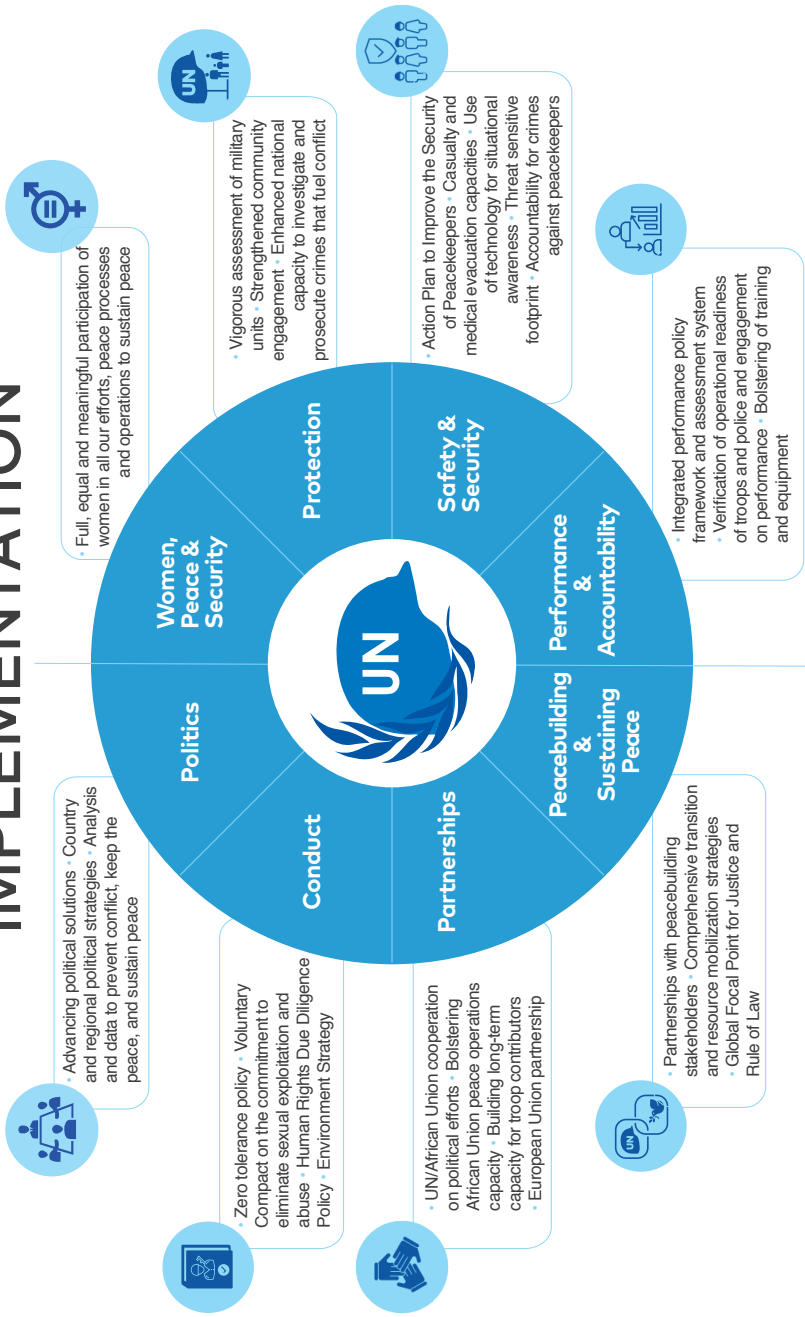 IMPLEMENTATION
• Advancing political solutions • Country
and regional political strategies • Analysis
and data to prevent conflict, keep the
peace, and sustain peace
• Full, equal and meaningful participation of
women in all our efforts, peace processes
and operations to sustain peace
• Zero tolerance policy • Voluntary
Compact on the commitment to
eliminate sexual exploitation and
abuse • Human Rights Due Diligence
Policy • Environment Strategy
• Vigorous assessment of military
units • Strengthened community
engagement • Enhanced national
capacity to investigate and
prosecute crimes that fuel conflict
UN
• UN/African Union cooperation
on political efforts • Bolstering
African Union peace operations
capacity • Building long-term
capacity for troop contributors
• European Union partnership
• Action Plan to Improve the Security
of Peacekeepers • Casualty and
medical evacuation capacities • Use
of technology for situational
awareness • Threat sensitive
footprint • Accountability for crimes
against peacekeepers
• Partnerships with peacebuilding
stakeholders • Comprehensive transition
and resource mobilization strategies
• Global Focal Point for Justice and
Rule of Law
UN
• Integrated performance policy
framework and assessment system
• Verification of operational readiness
of troops and police and engagement
on performance • Bolstering of training
and equipment
Politics
Women,
Peace &
Security
Conduct
Protection
UN
Partnerships
Safety &
Security
Peacebuilding
&
Sustaining
Peace
Performance
&
Accountability